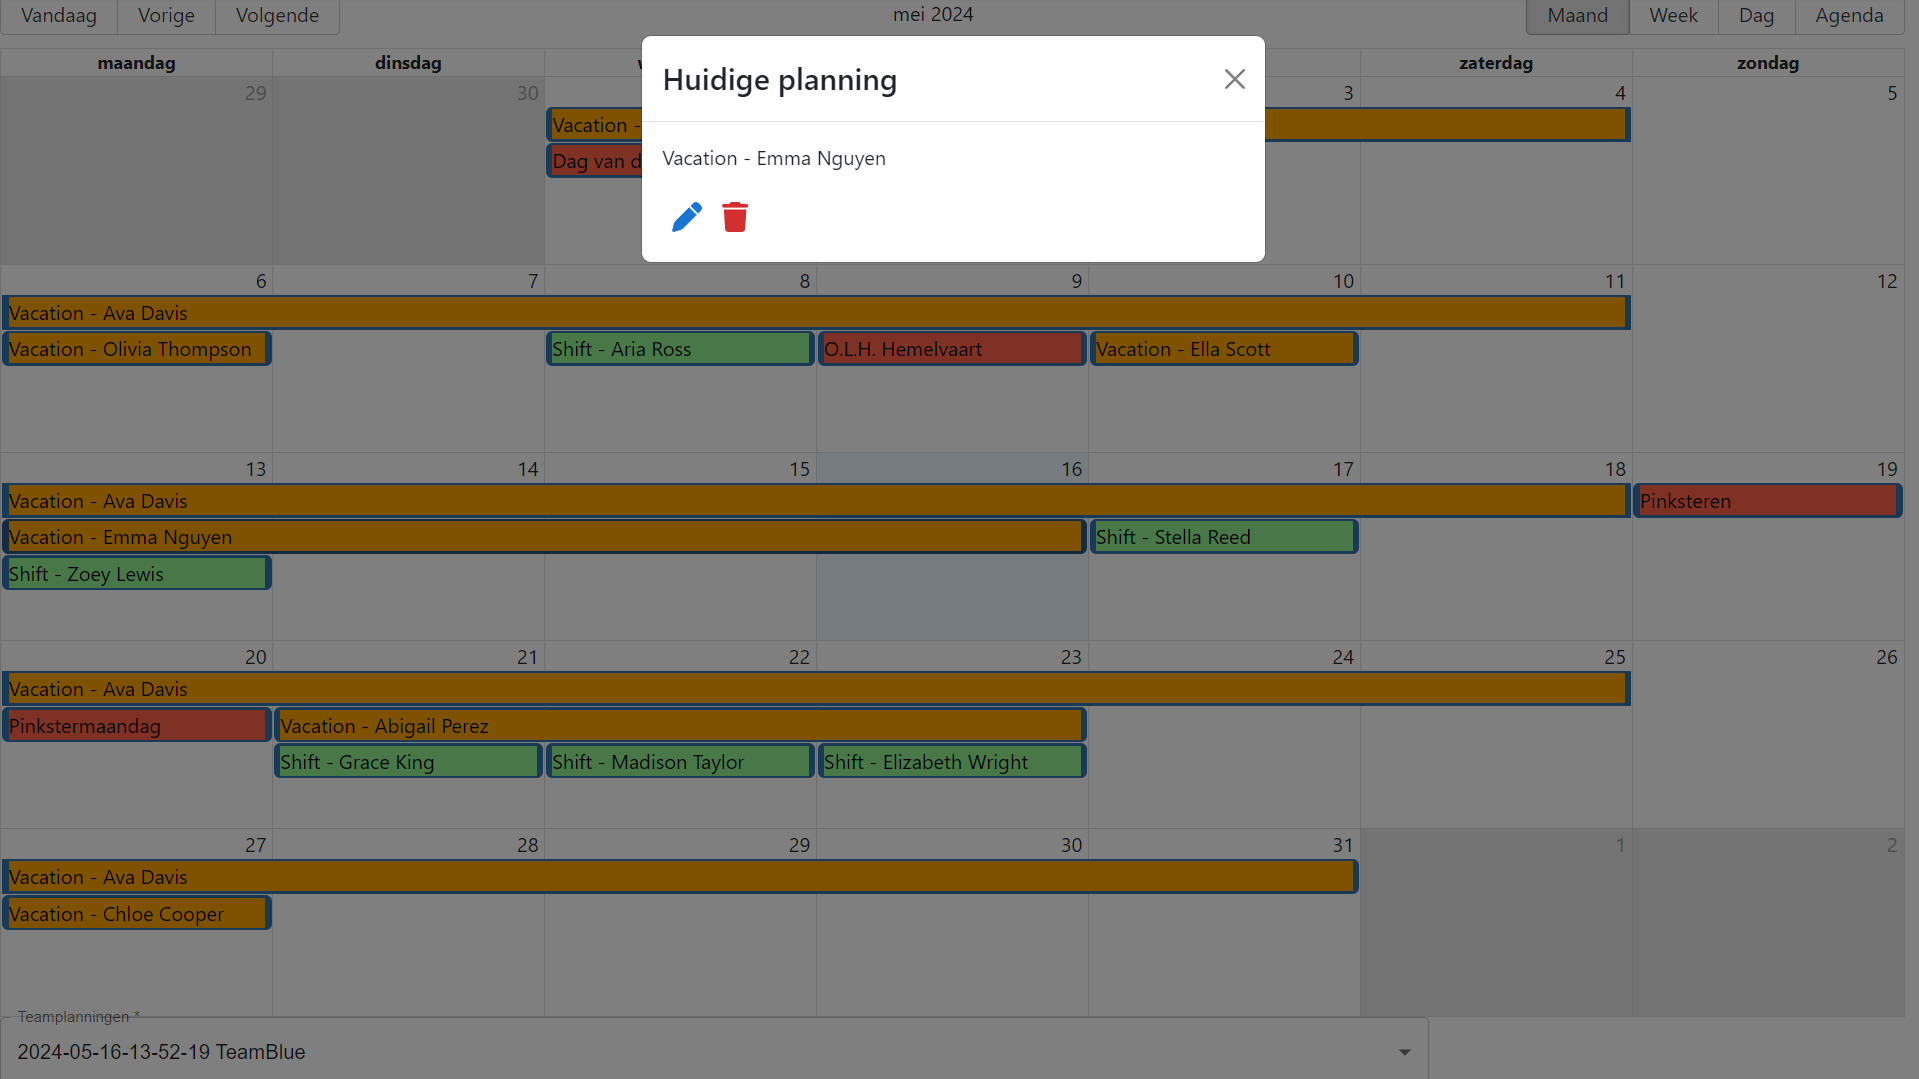 Vandaag Vorige Volgende mei 2024 Maand Week Dag Agenda
maandag dinsdag zaterdag zondag
29 30 3 4 5
Vacation -
Dag van d
Huidige planning
Vacation - Emma Nguyen
6 7 8 9 10 11 12
Vacation - Ava Davis
Vacation - Olivia Thompson Shift - Aria Ross O.L.H. Hemelvaart Vacation - Ella Scott
13 14 15 16 17 18 19
Vacation - Ava Davis Pinksteren
Vacation - Emma Nguyen Shift - Stella Reed
Shift - Zoey Lewis
20 21 22 23 24 25 26
Vacation - Ava Davis
Pinkstermaandag Vacation - Abigail Perez
Shift - Grace King Shift - Madison Taylor Shift - Elizabeth Wright
27 28 29 30 31 1 2
Vacation - Ava Davis
Vacation - Chloe Cooper
Teamplanningen *
2024-05-16-13-52-19 TeamBlue